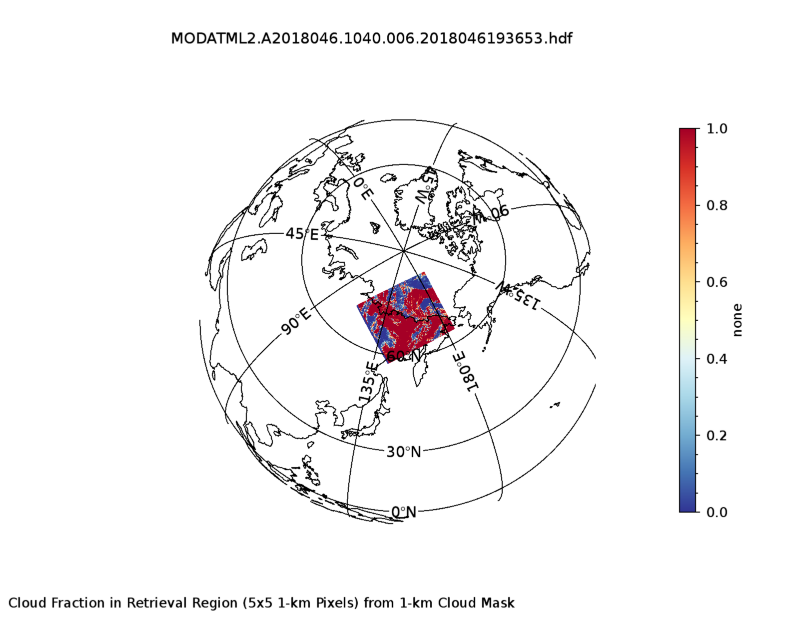 MODATML2.A2018046.1040.006.2018046193653.hdf
0°E
45°E
90°E
135°E
180°E
135°W
90°W
60°N
30°N
0°N
1.0
0.8
0.6
0.4
0.2
0.0
none
Cloud Fraction in Retrieval Region (5x5 1-km Pixels) from 1-km Cloud Mask